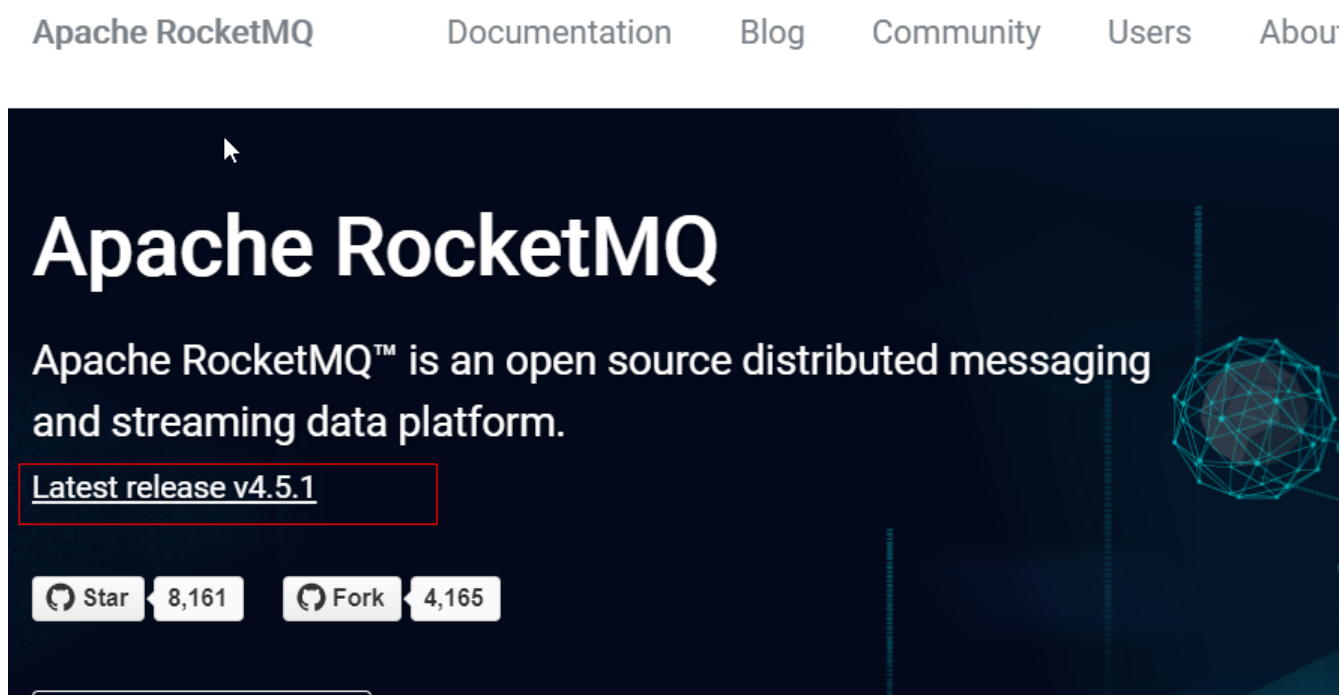 Apache RocketMQ Documentation Blog Community Users About
Apache RocketMQ
Apache RocketMQ™ is an open source distributed messaging
and streaming data platform.
Latest release v4.5.1
Star 8,161 Fork 4,165